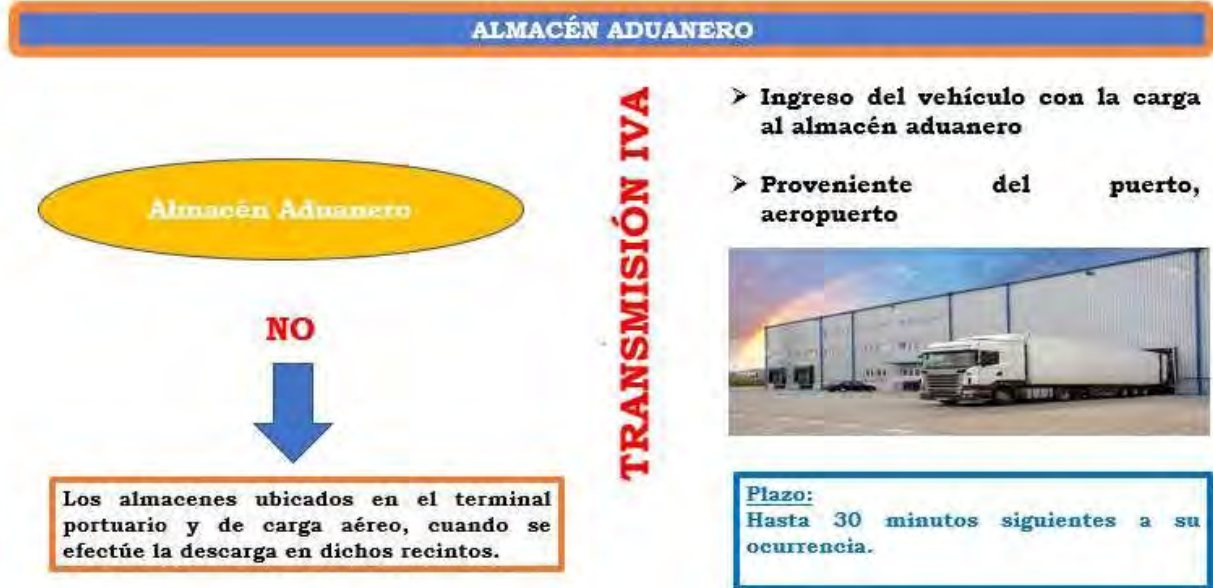 ALMACÉN ADUANERO
Almacén Aduanero
NO
Los almacenes ubicados en el terminal
portuario y de carga aéreo, cuando se
efectúe la descarga en dichos recintos.
TRANSMISIÓN IVA
➢ Ingreso del vehículo con la carga
al almacén aduanero
➢ Proveniente del puerto,
aeropuerto
Plazo:
Hasta 30 minutos siguientes a su
ocurrencia.